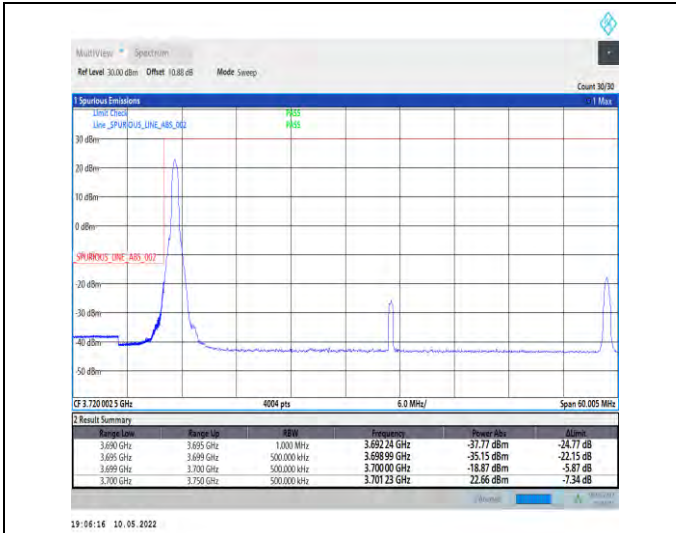 MultiView Spectrum
Ref Level 30.00 dBm Offset 10.88 dB Mode Sweep
Count 30/30
1 Spurious Emissions 1 Max
Limit Check PASS
Line _SPURIOUS_LINE_ABS_002 PASS
30 dBm
20 dBm
10 dBm
0 dBm
_SPURIOUS_LINE_ABS_002
-10 dBm
-20 dBm
-30 dBm
-40 dBm
-50 dBm
CF 3.720 002 5 GHz 4004 pts 6.0 MHz/ Span 60.005 MHz
2 Result Summary
Range Low Range Up RBW Frequency Power Abs ΔLimit
3.690 GHz 3.695 GHz 1.000 MHz 3.692 24 GHz -37.77 dBm -24.77 dB
3.695 GHz 3.699 GHz 500.000 kHz 3.698 99 GHz -35.15 dBm -22.15 dB
3.699 GHz 3.700 GHz 500.000 kHz 3.700 00 GHz -18.87 dBm -5.87 dB
3.700 GHz 3.750 GHz 500.000 kHz 3.701 23 GHz 22.66 dBm -7.34 dB
19:06:16 10.05.2022